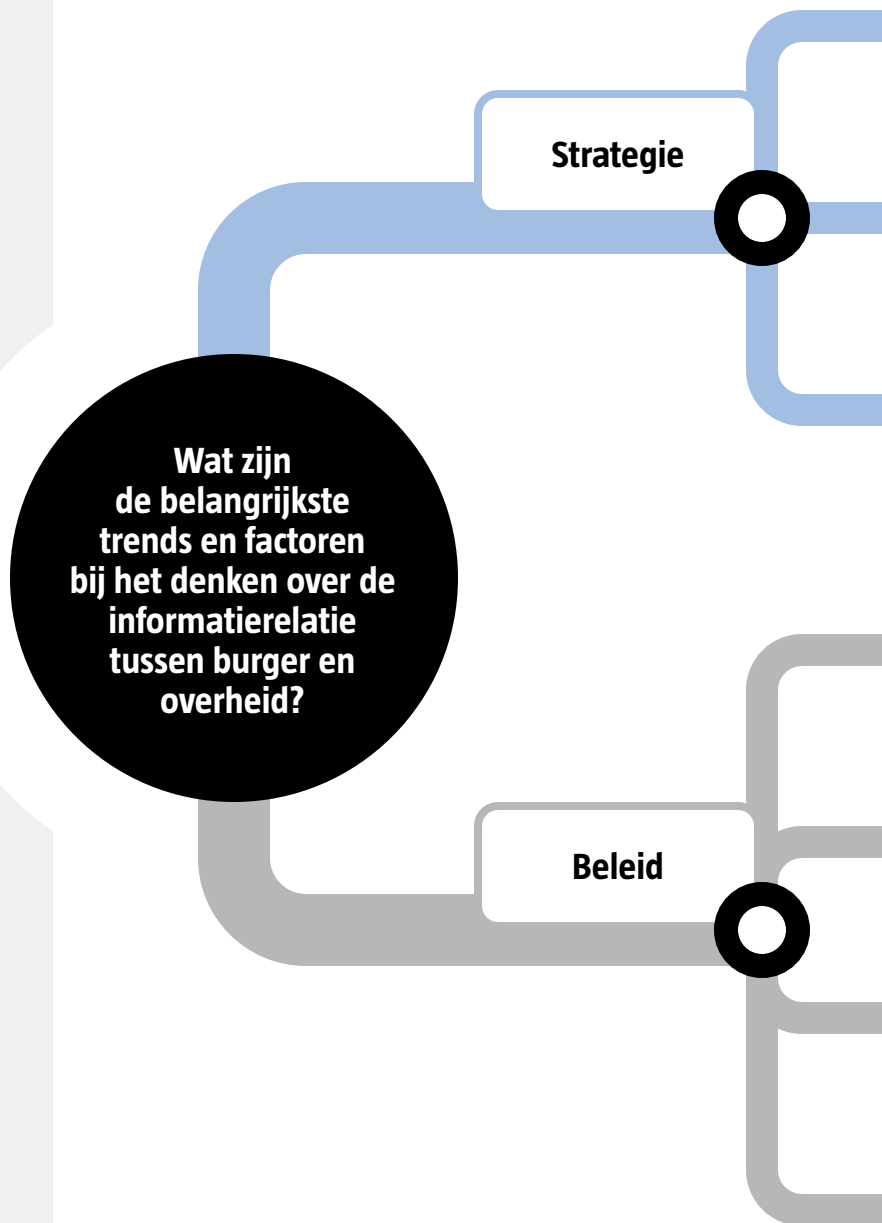 Strategie
Wat zijn
de belangrijkste
trends en factoren
bij het denken over de
informatierelatie
tussen burger en
overheid?
Beleid